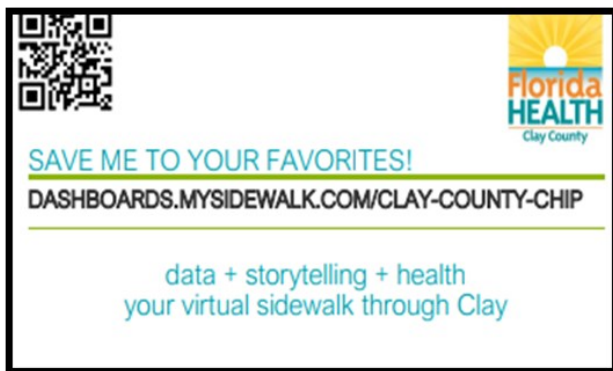 Florida
HEALTH
Clay County
SAVE ME TO YOUR FAVORITES!
DASHBOARDS.MYSIDEWALK.COM/CLAY-COUNTY-CHIP
data + storytelling + health
your virtual sidewalk through Clay